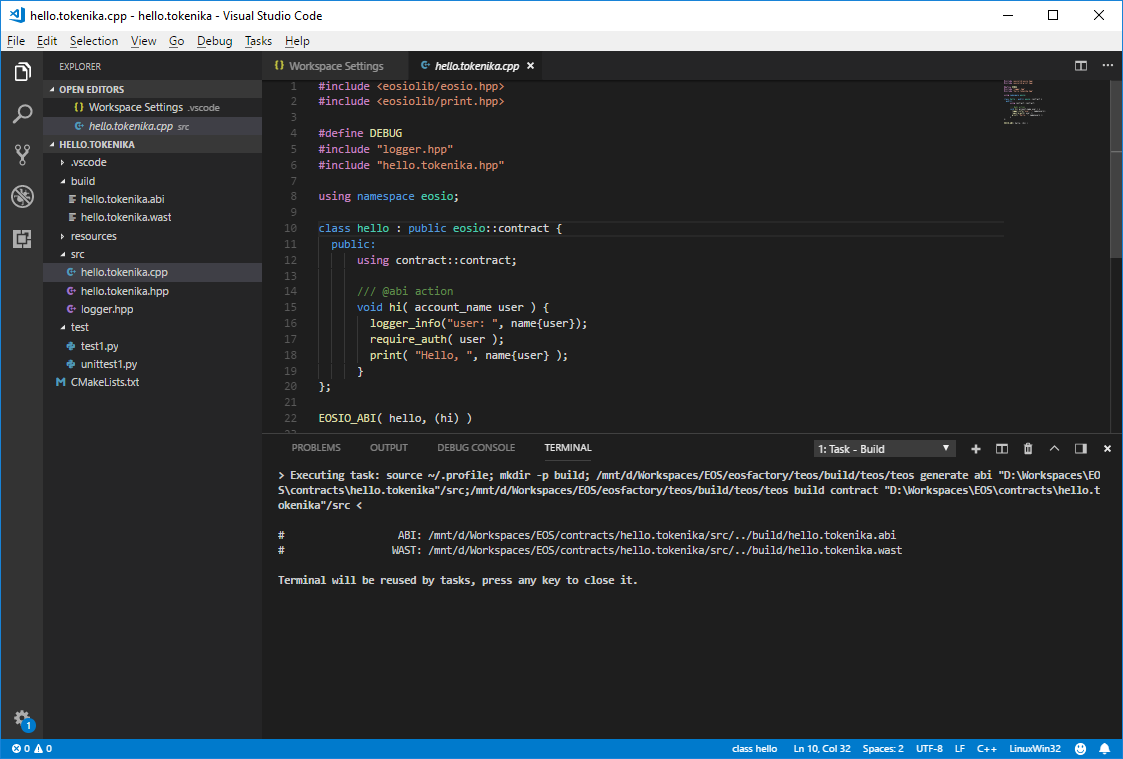 hello.tokenika.cpp - hello.tokenika - Visual Studio Code
File Edit Selection View Go Debug Tasks Help
EXPLORER
OPEN EDITORS
{} Workspace Settings .vscode
C+ hello.tokenika.cpp src
HELLO.TOKENIKA
.vscode
build
hello.tokenika.abi
hello.tokenika.wast
resources
src
C+ hello.tokenika.cpp
C+ hello.tokenika.hpp
C+ logger.hpp
test
test1.py
unittest1.py
M CMakeLists.txt
1
{} Workspace Settings
C+ hello.tokenika.cpp
1 #include <eosiolib/eosio.hpp>
2 #include <eosiolib/print.hpp>
3
4 #define DEBUG
5 #include "logger.hpp"
6 #include "hello.tokenika.hpp"
7
8 using namespace eosio;
9
10 class hello : public eosio::contract {
11 public:
12 using contract::contract;
13
14 /// @abi action
15 void hi( account_name user ) {
16 logger_info("user: ", name{user});
17 require_auth( user );
18 print( "Hello, ", name{user} );
19 }
20 };
21
22 EOSIO_ABI( hello, (hi) )
23
PROBLEMS OUTPUT DEBUG CONSOLE TERMINAL
1: Task - Build
> Executing task: source ~/.profile; mkdir -p build; /mnt/d/Workspaces/EOS/eosfactory/teos/build/teos/teos generate abi "D:\Workspaces\EO
S\contracts\hello.tokenika"/src;/mnt/d/Workspaces/EOS/eosfactory/teos/build/teos/teos build contract "D:\Workspaces\EOS\contracts\hello.t
okenika"/src <
# ABI: /mnt/d/Workspaces/EOS/contracts/hello.tokenika/src/../build/hello.tokenika.abi
# WAST: /mnt/d/Workspaces/EOS/contracts/hello.tokenika/src/../build/hello.tokenika.wast
Terminal will be reused by tasks, press any key to close it.
0 0 class hello Ln 10, Col 32 Spaces: 2 UTF-8 LF C++ LinuxWin32